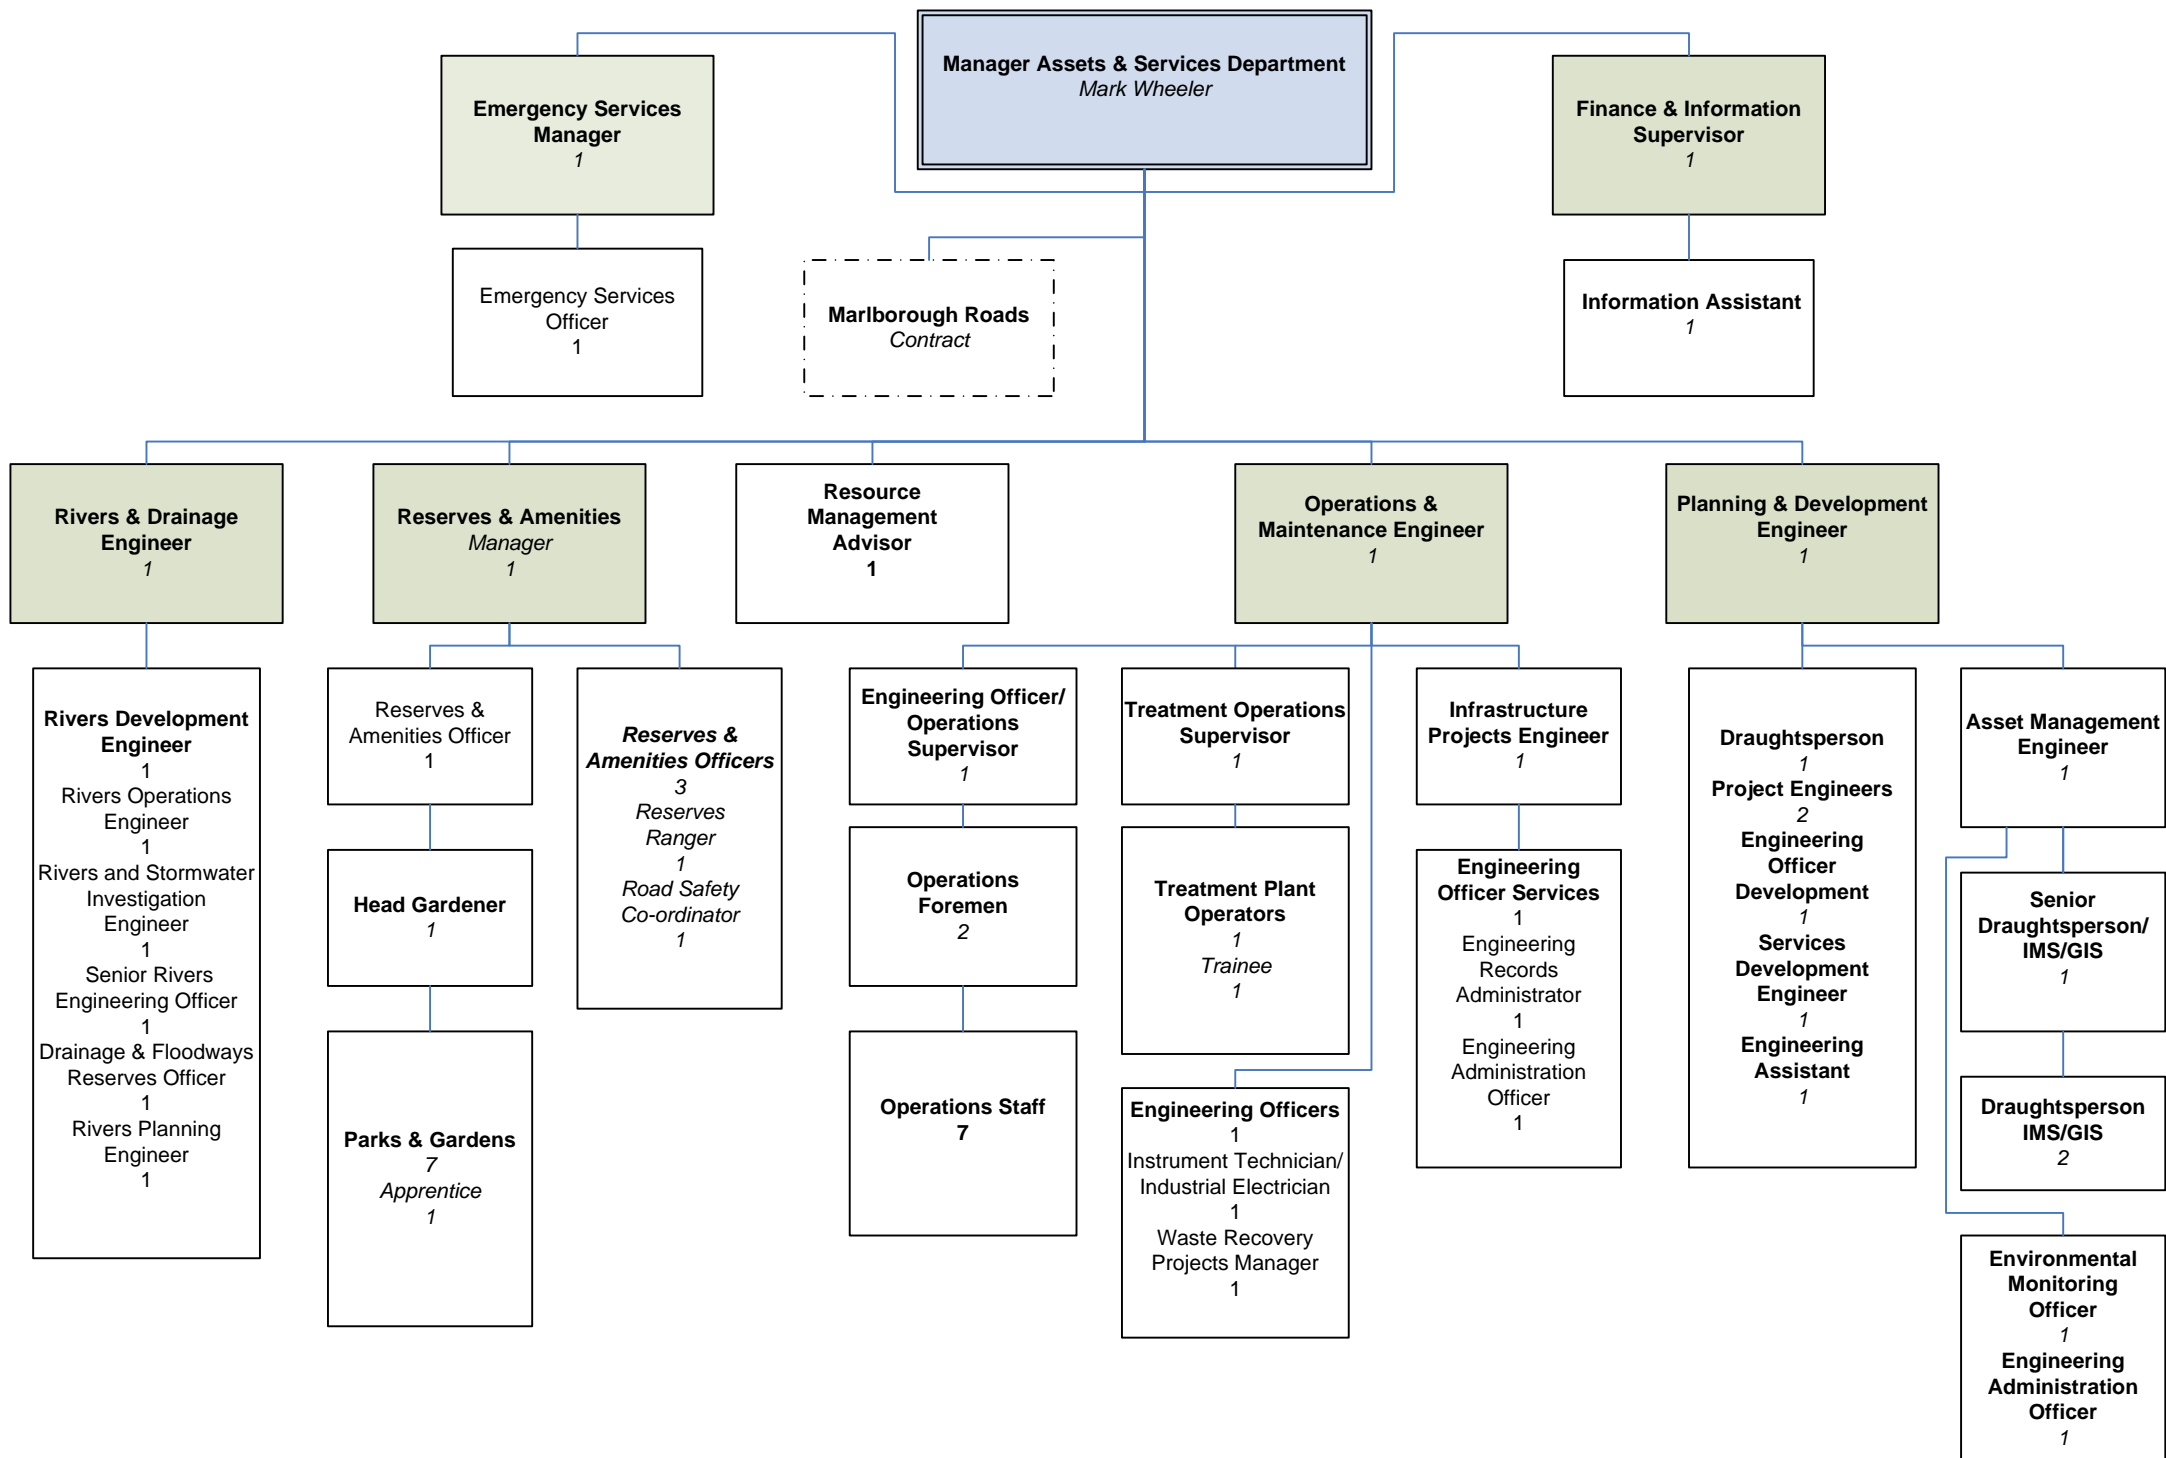 Manager Assets & Services Department
Mark Wheeler
Emergency Services
Manager
1
Finance & Information
Supervisor
1
Emergency Services
Officer
1
Marlborough Roads
Contract
Information Assistant
1
Rivers & Drainage
Engineer
1
Reserves & Amenities
Manager
1
Resource
Management
Advisor
1
Operations &
Maintenance Engineer
1
Planning & Development
Engineer
1
Rivers Development
Engineer
1
Rivers Operations
Engineer
1
Rivers and Stormwater
Investigation
Engineer
1
Senior Rivers
Engineering Officer
1
Drainage & Floodways
Reserves Officer
1
Rivers Planning
Engineer
1
Reserves &
Amenities Officer
1
Head Gardener
1
Parks & Gardens
7
Apprentice
1
Reserves &
Amenities Officers
3
Reserves
Ranger
1
Road Safety
Co-ordinator
1
Engineering Officer/
Operations
Supervisor
1
Operations
Foremen
2
Operations Staff
7
Treatment Operations
Supervisor
1
Treatment Plant
Operators
1
Trainee
1
Engineering Officers
1
Instrument Technician/
Industrial Electrician
1
Waste Recovery
Projects Manager
1
Infrastructure
Projects Engineer
1
Engineering
Officer Services
1
Engineering
Records
Administrator
1
Engineering
Administration
Officer
1
Draughtsperson
1
Project Engineers
2
Engineering
Officer
Development
1
Services
Development
Engineer
1
Engineering
Assistant
1
Asset Management
Engineer
1
Senior
Draughtsperson/
IMS/GIS
1
Draughtsperson
IMS/GIS
2
Environmental
Monitoring
Officer
1
Engineering
Administration
Officer
1